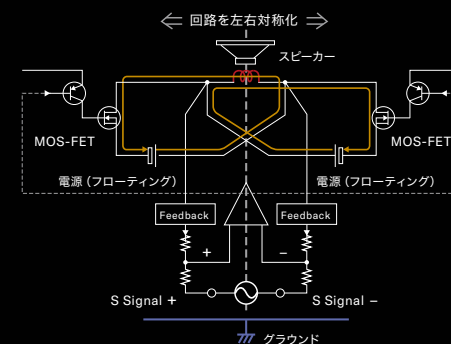 回路を左右対称化
スピーカー
MOS-FET
MOS-FET
電源（フローティング）
電源（フローティング）
Feedback
Feedback
+
−
S Signal +
S Signal −
グラウンド